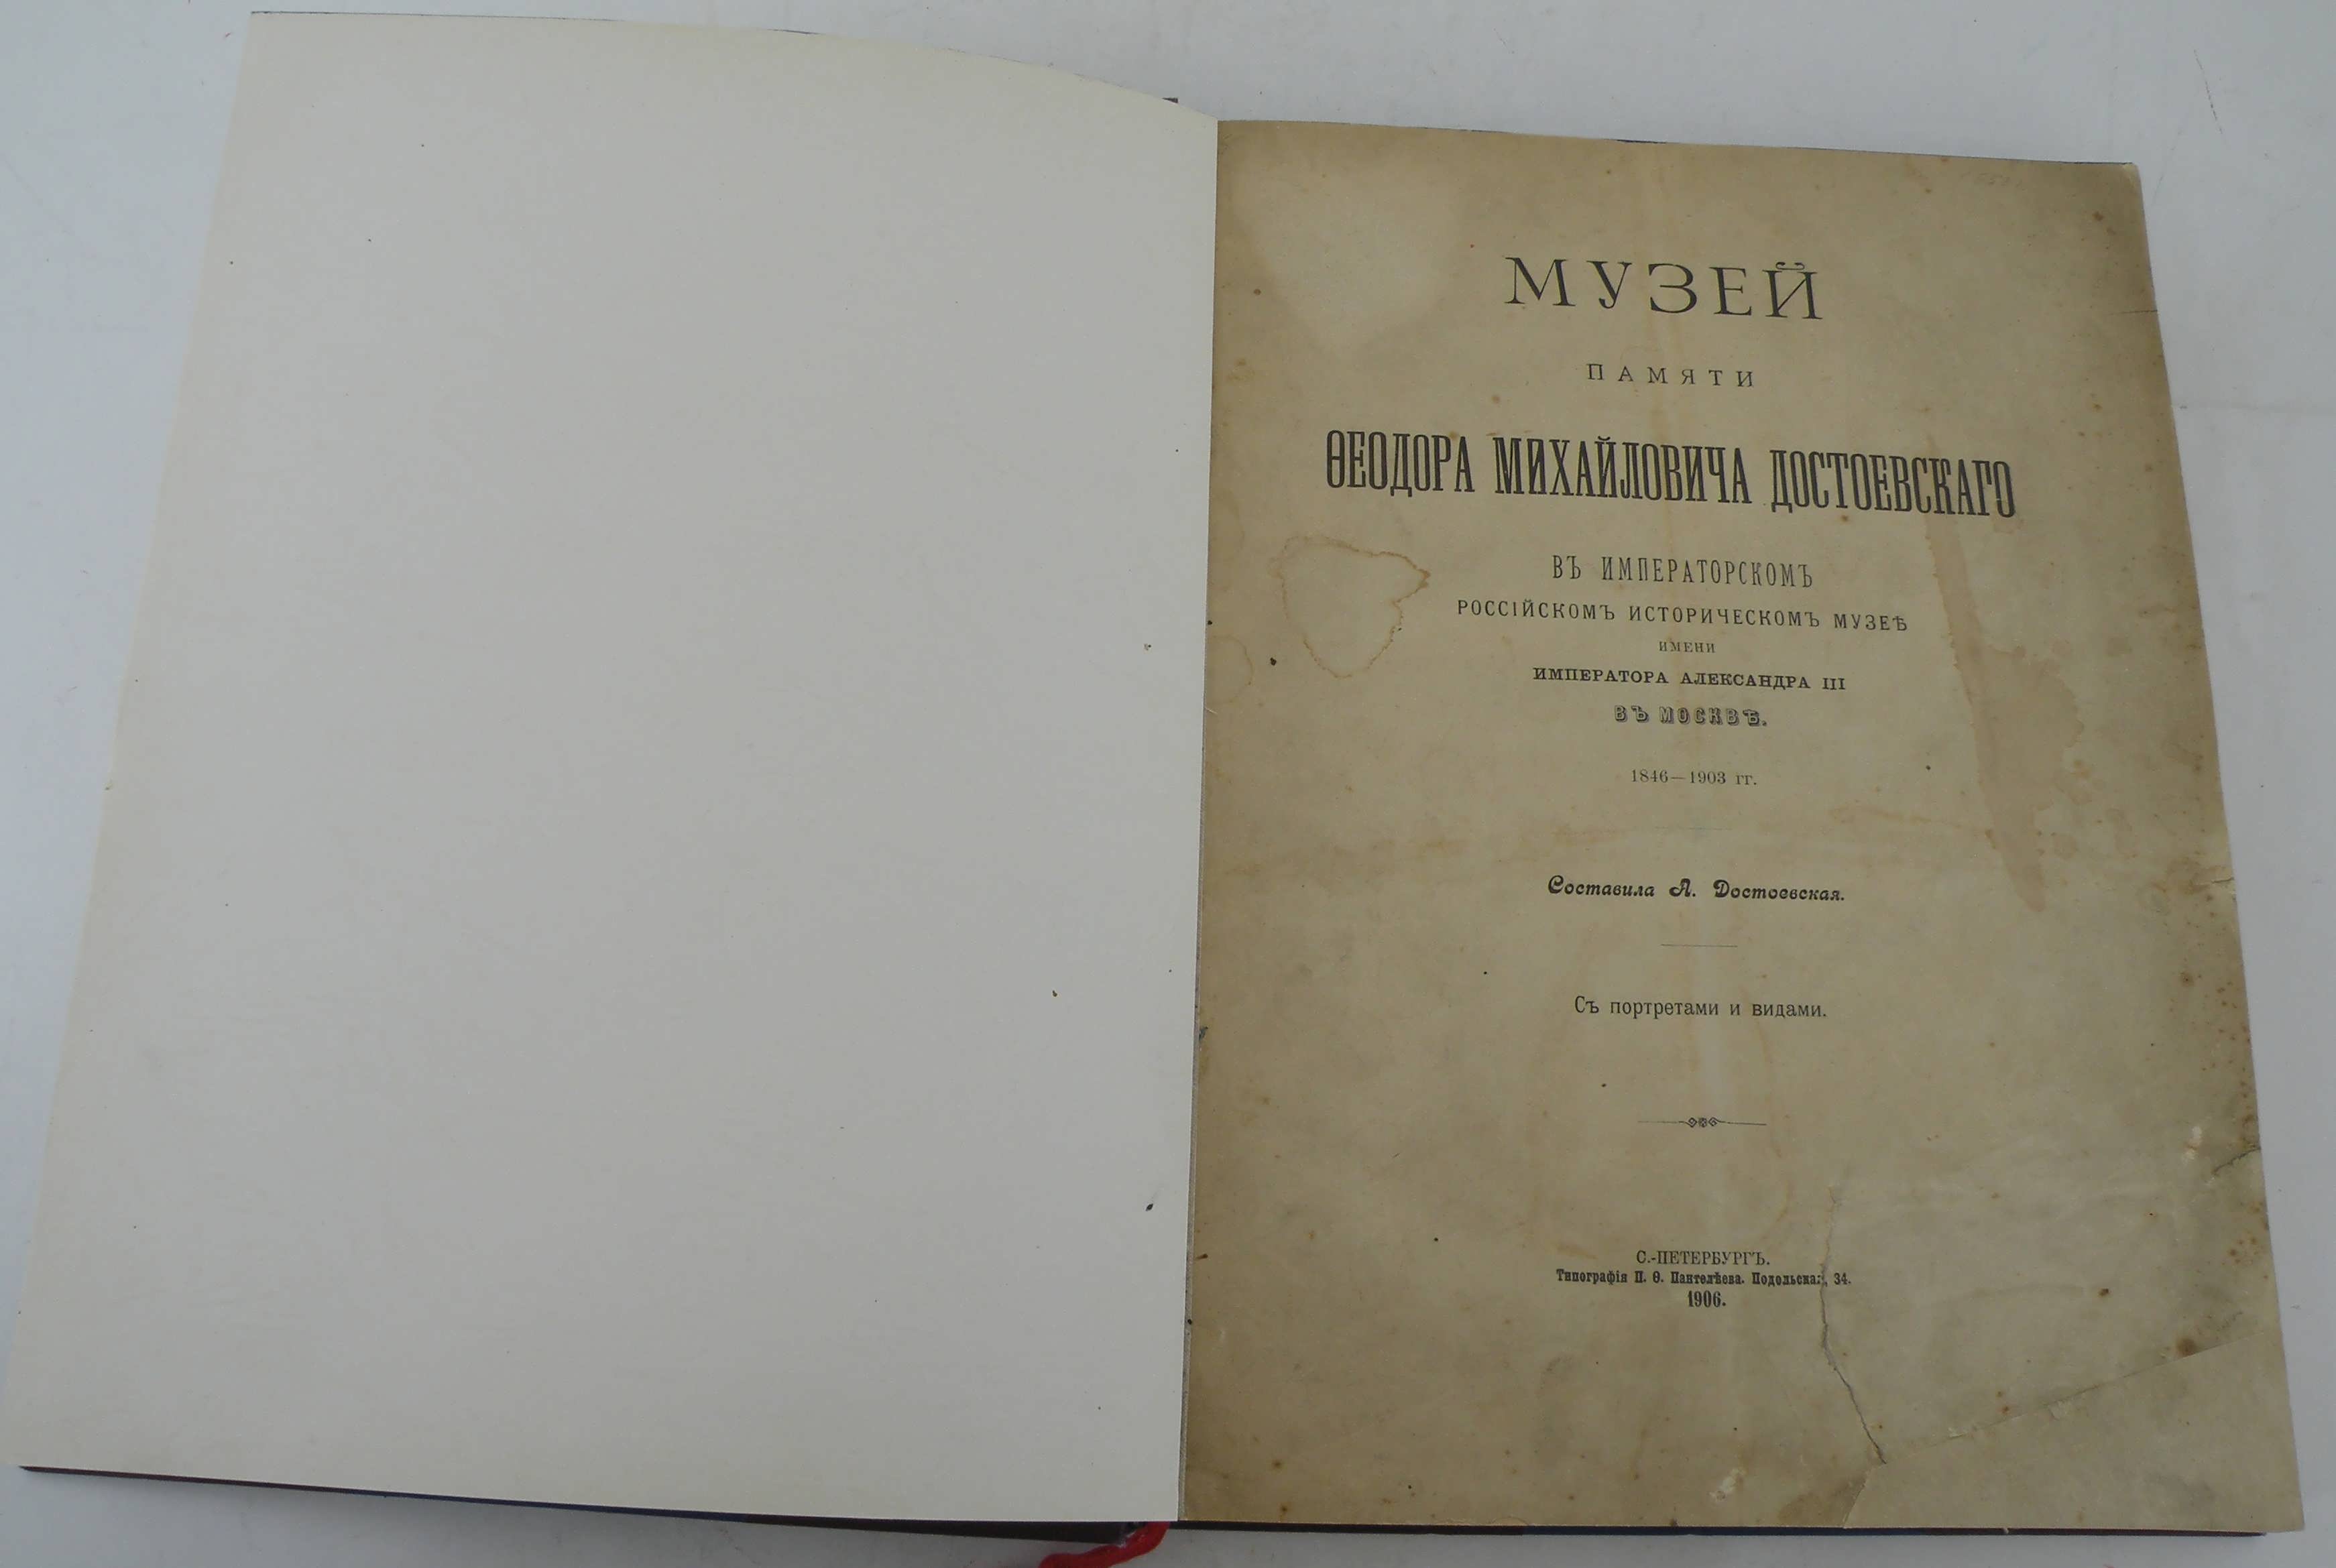 МУЗЕЙ
ПАМЯТИ
ѲЕОДОРА МИХАЙЛОВИЧА ДОСТОЕВСКАГО
ВЪ ИМПЕРАТОРСКОМЪ
РОССІЙСКОМЪ ИСТОРИЧЕСКОМЪ МУЗЕѢ
ИМЕНИ
ИМПЕРАТОРА АЛЕКСАНДРА III
ВЪ МОСКВѢ.
1846—1903 гг.
Составила А. Достоевская.
Съ портретами и видами.
С.-ПЕТЕРБУРГЪ.
Типографія П. Ѳ. Пантелѣева. Подольская, 34.
1906.